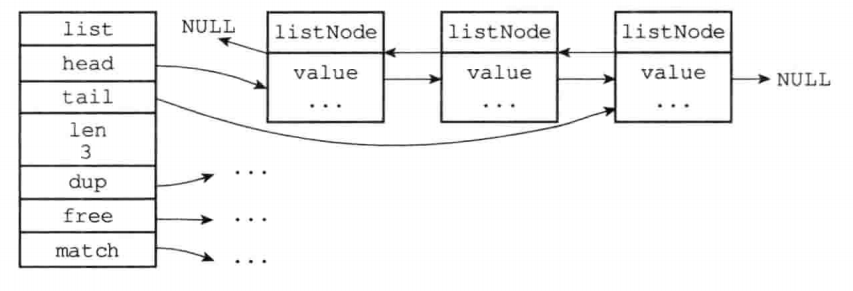 list
head
tail
len
3
dup
free
match
NULL
listNode
value
...
listNode
value
...
listNode
value
...
NULL
...
...
...